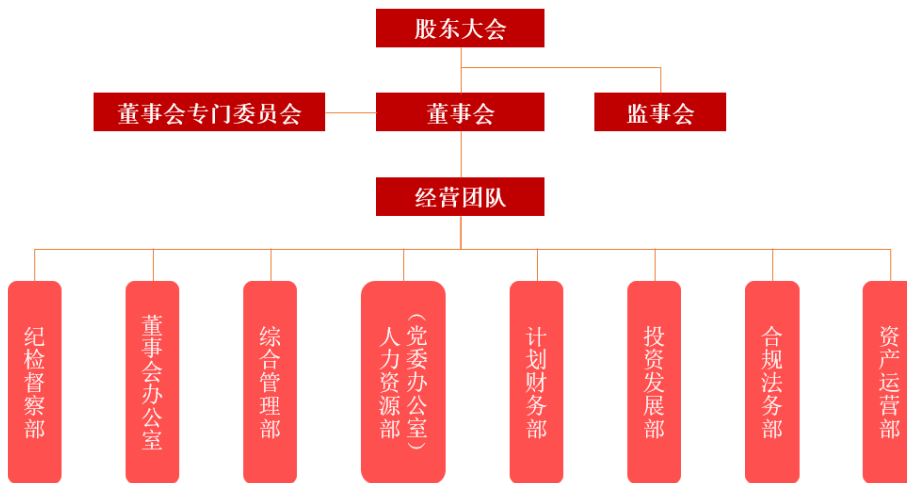 股东大会
董事会专门委员会
董事会
监事会
经营团队
纪检督察部
董事会办公室
综合管理部
(党委办公室)
人力资源部
计划财务部
投资发展部
合规法务部
资产运营部